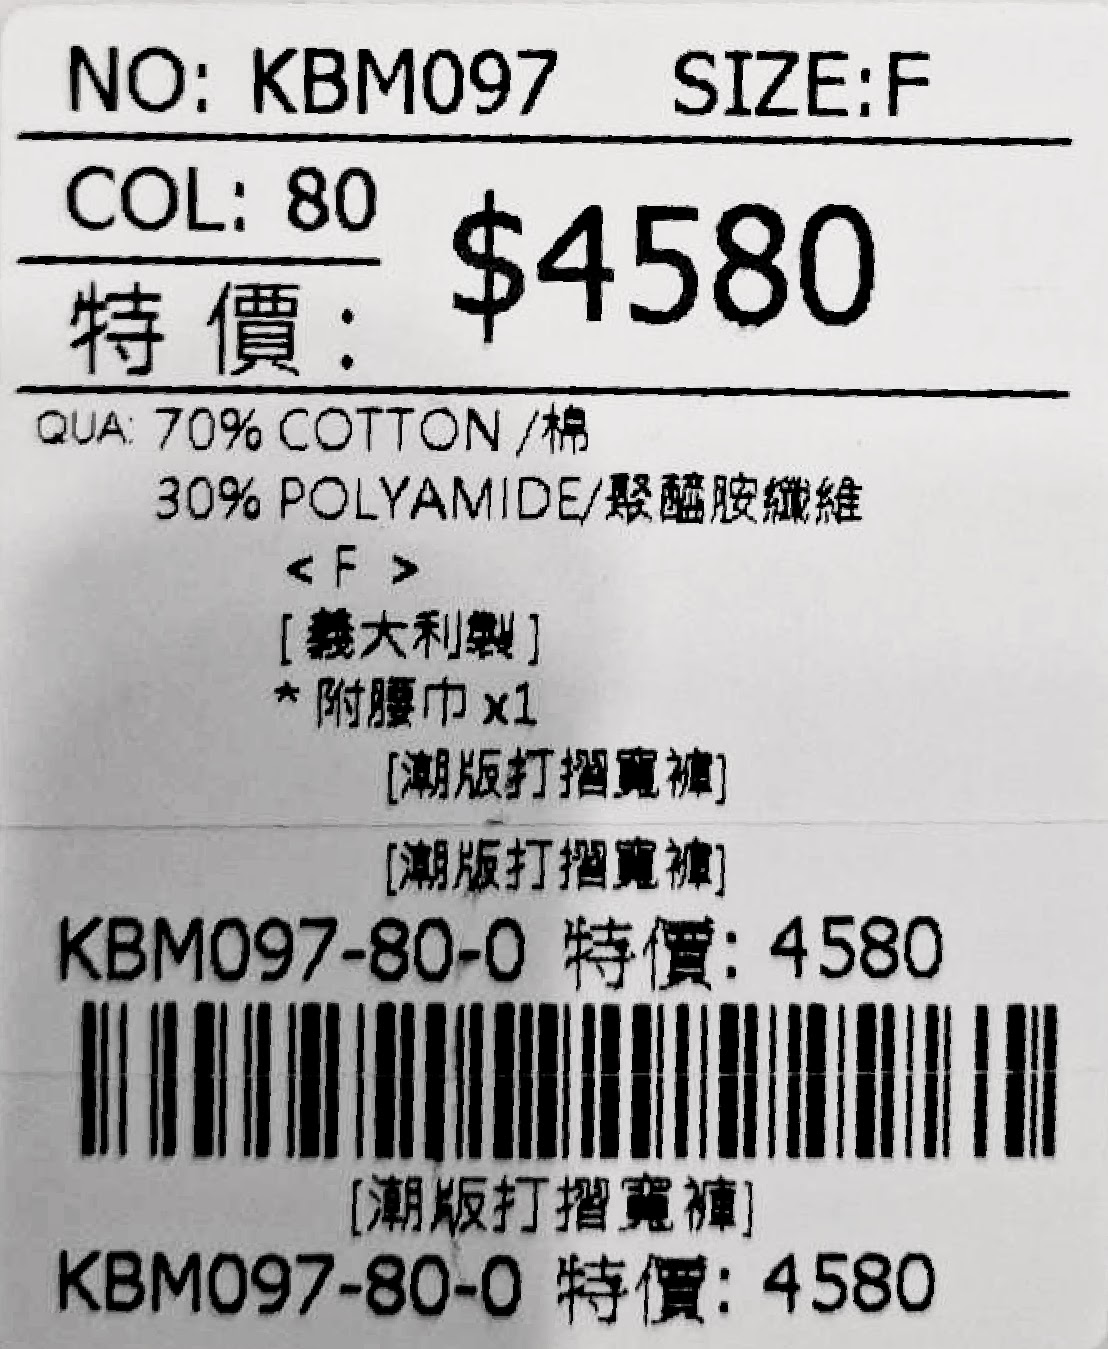 NO: KBM097 SIZE:F
COL: 80
$4580
特價:
QUA: 70% COTTON /棉
30% POLYAMIDE/聚醯胺纖維
< F >
[義大利製]
*附腰巾x1
[潮版打摺寬褲]
[潮版打摺寬褲]
KBM097-80-0 特價: 4580
[潮版打摺寬褲]
KBM097-80-0 特價: 4580